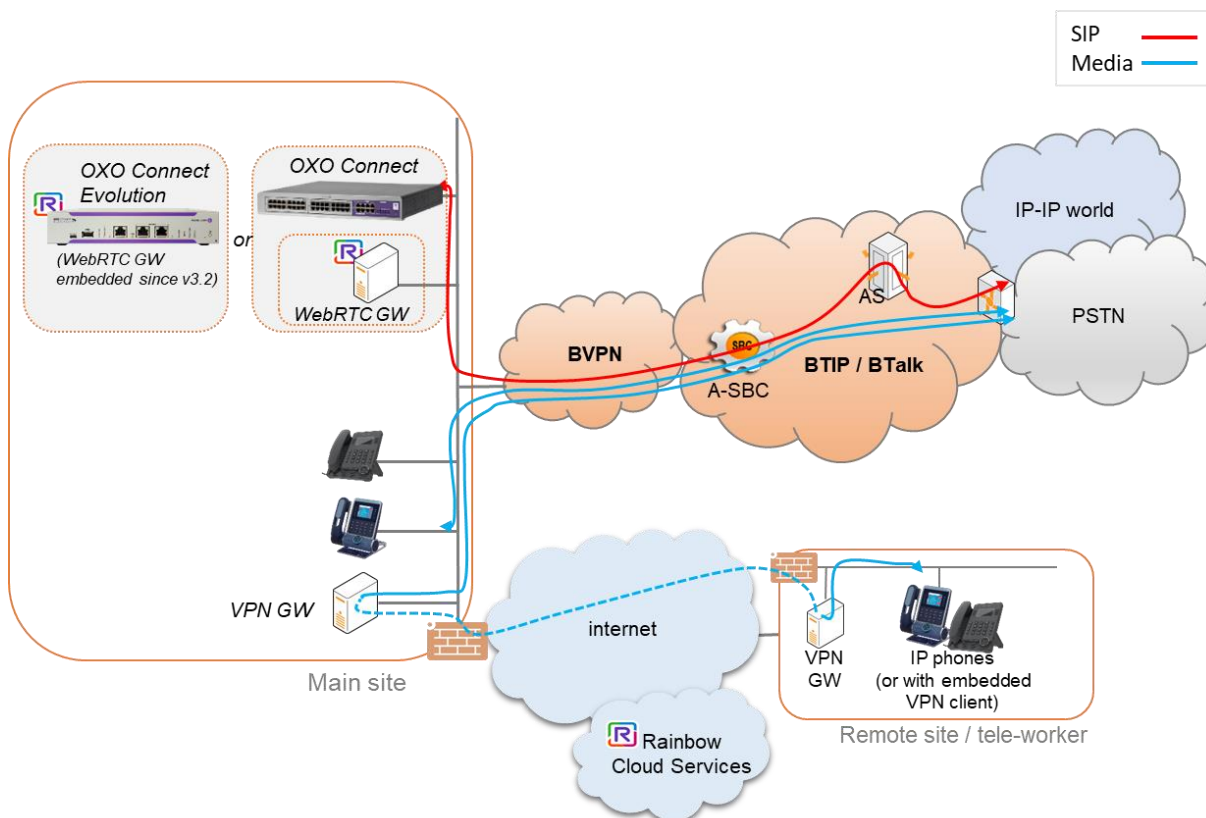 SIP
Media
OXO Connect
Evolution
(WebRTC GW
embedded since v3.2)
or
OXO Connect
WebRTC GW
IP-IP world
AS
PSTN
BVPN
SBC
BTIP / BTalk
A-SBC
VPN GW
internet
VPN
GW
IP phones
(or with embedded
VPN client)
Main site
Remote site / tele-worker
R Rainbow
Cloud Services